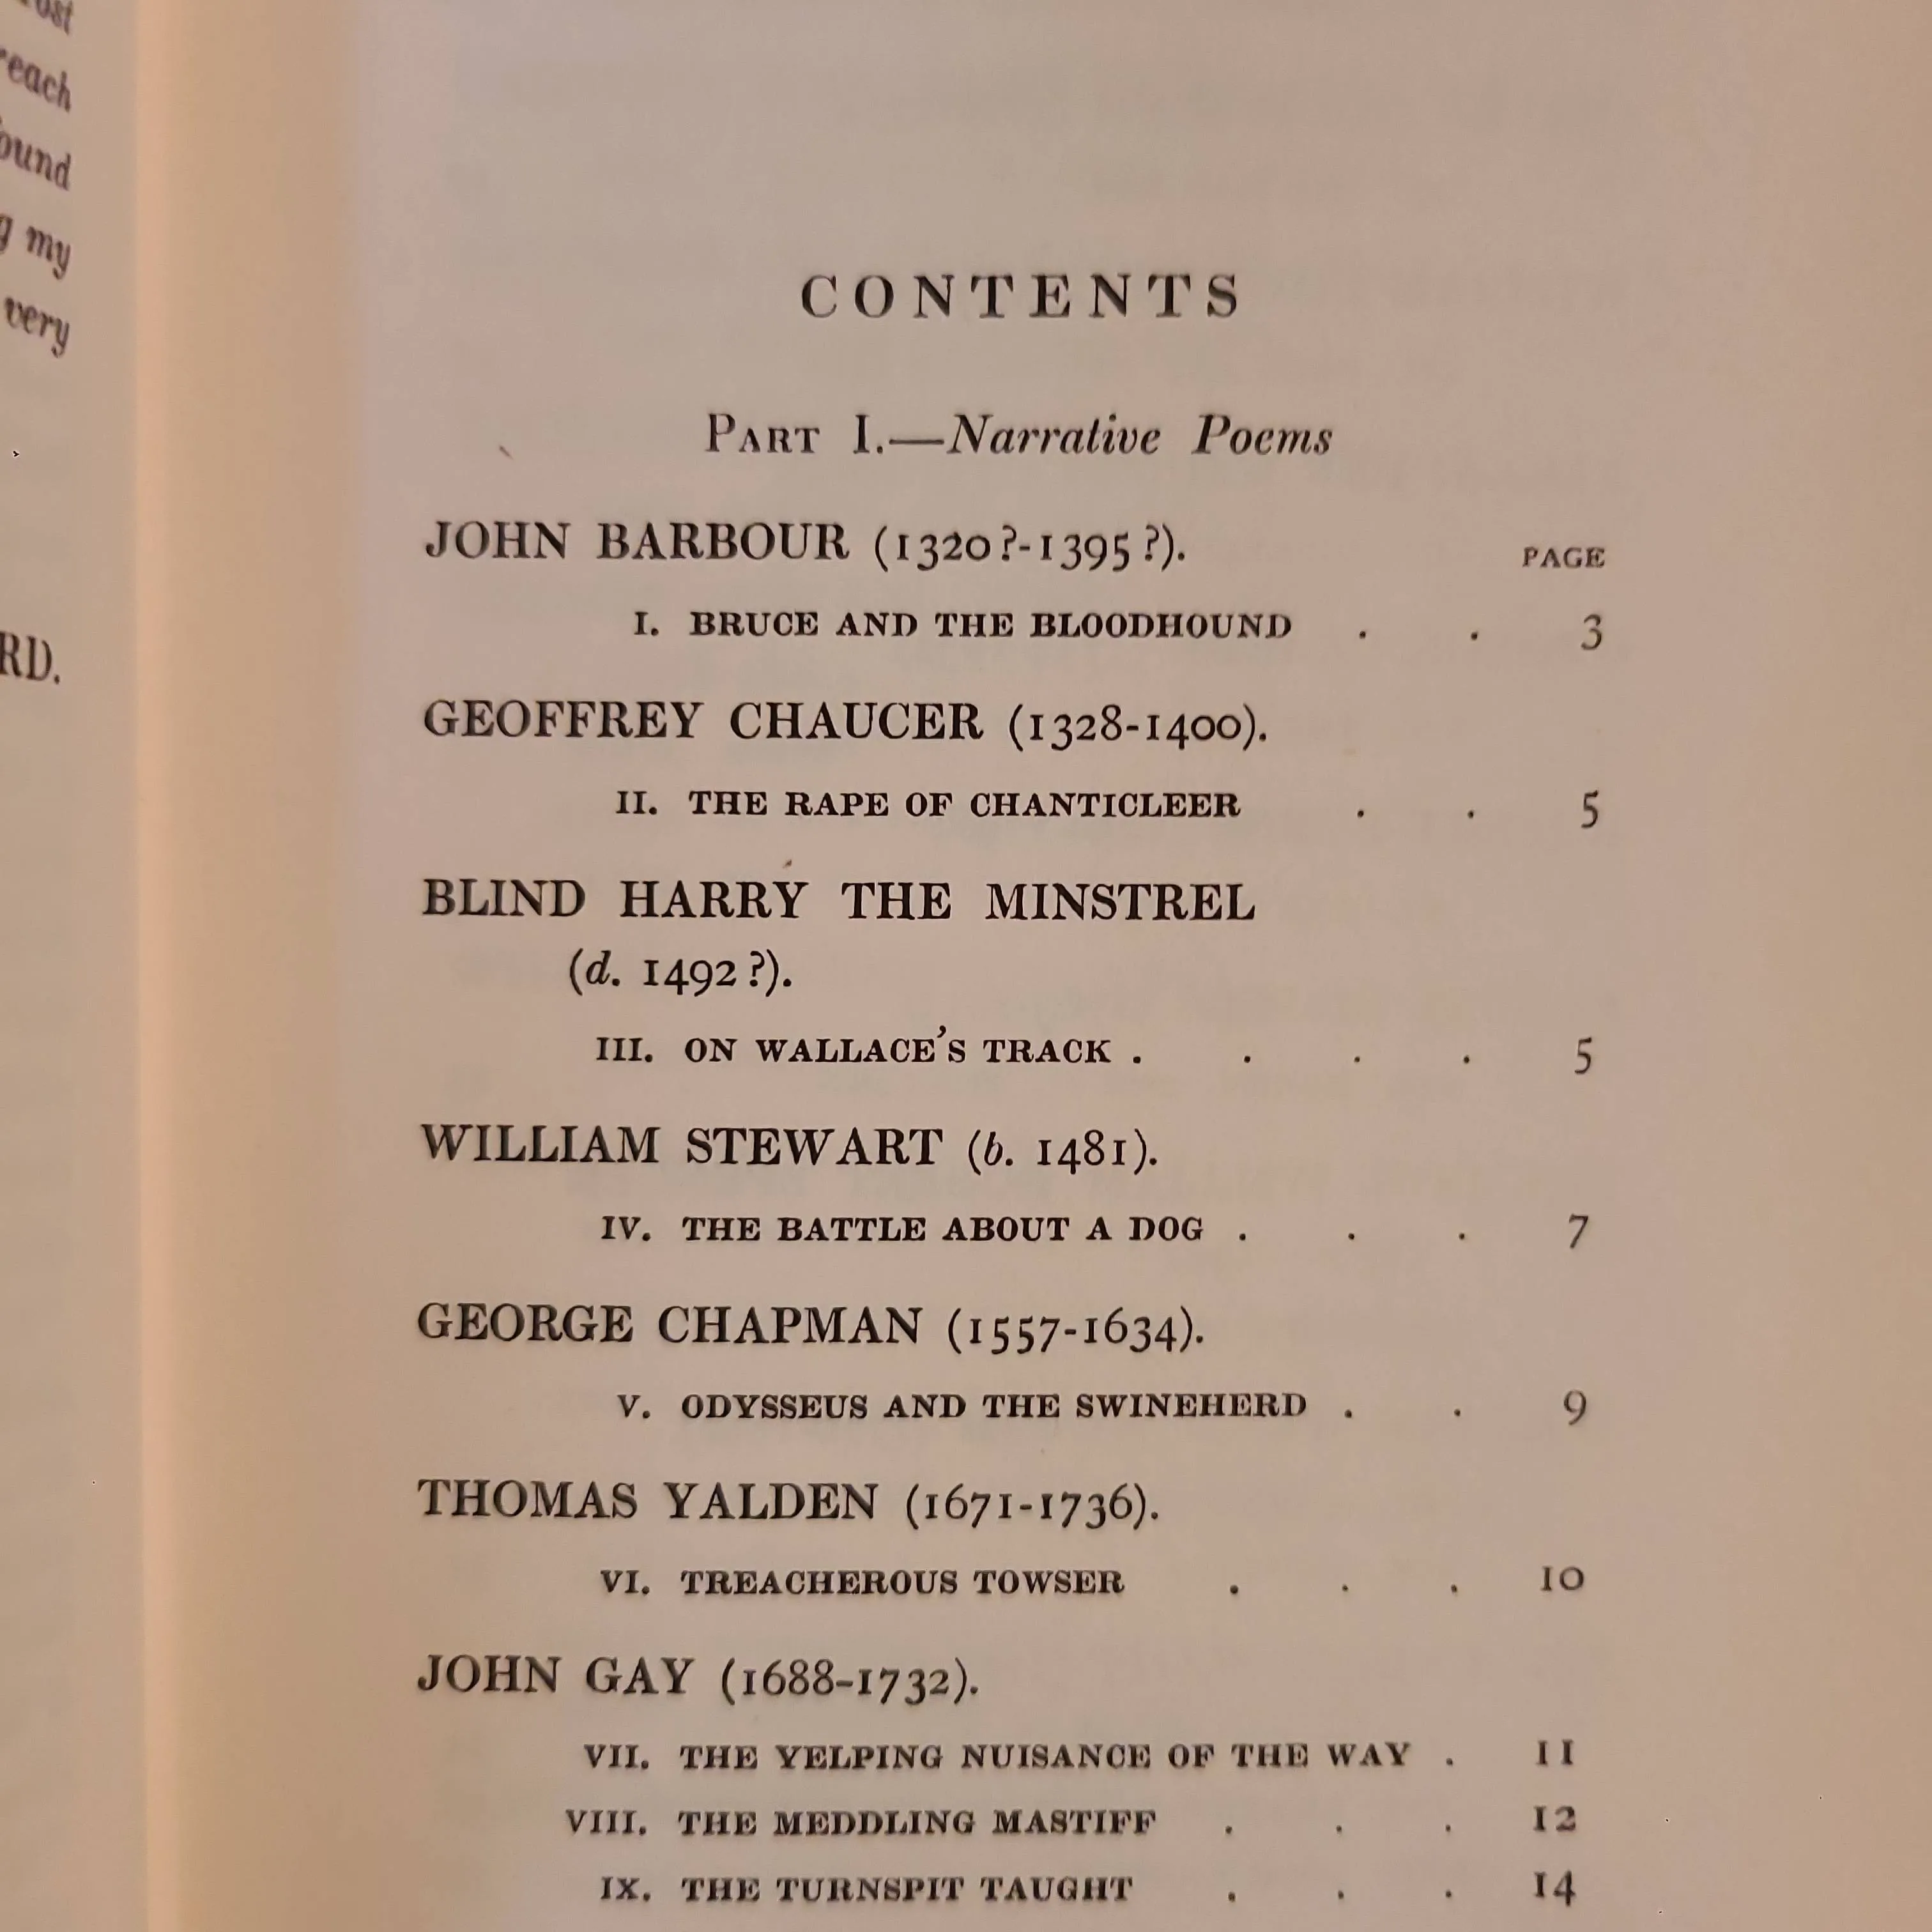 reach
my
very
RD.
CONTENTS
PART I.—Narrative Poems
JOHN BARBOUR (1320?-1395?).
PAGE
I. BRUCE AND THE BLOODHOUND . . 3
GEOFFREY CHAUCER (1328-1400).
II. THE RAPE OF CHANTICLEER . . 5
BLIND HARRY THE MINSTREL
(d. 1492?).
III. ON WALLACE'S TRACK . . . . 5
WILLIAM STEWART (b. 1481).
IV. THE BATTLE ABOUT A DOG . . . 7
GEORGE CHAPMAN (1557-1634).
V. ODYSSEUS AND THE SWINEHERD . . 9
THOMAS YALDEN (1671-1736).
VI. TREACHEROUS TOWSER . . . 10
JOHN GAY (1688-1732).
VII. THE YELPING NUISANCE OF THE WAY . 11
VIII. THE MEDDLING MASTIFF . . . 12
IX. THE TURNSPIT TAUGHT . . . 14